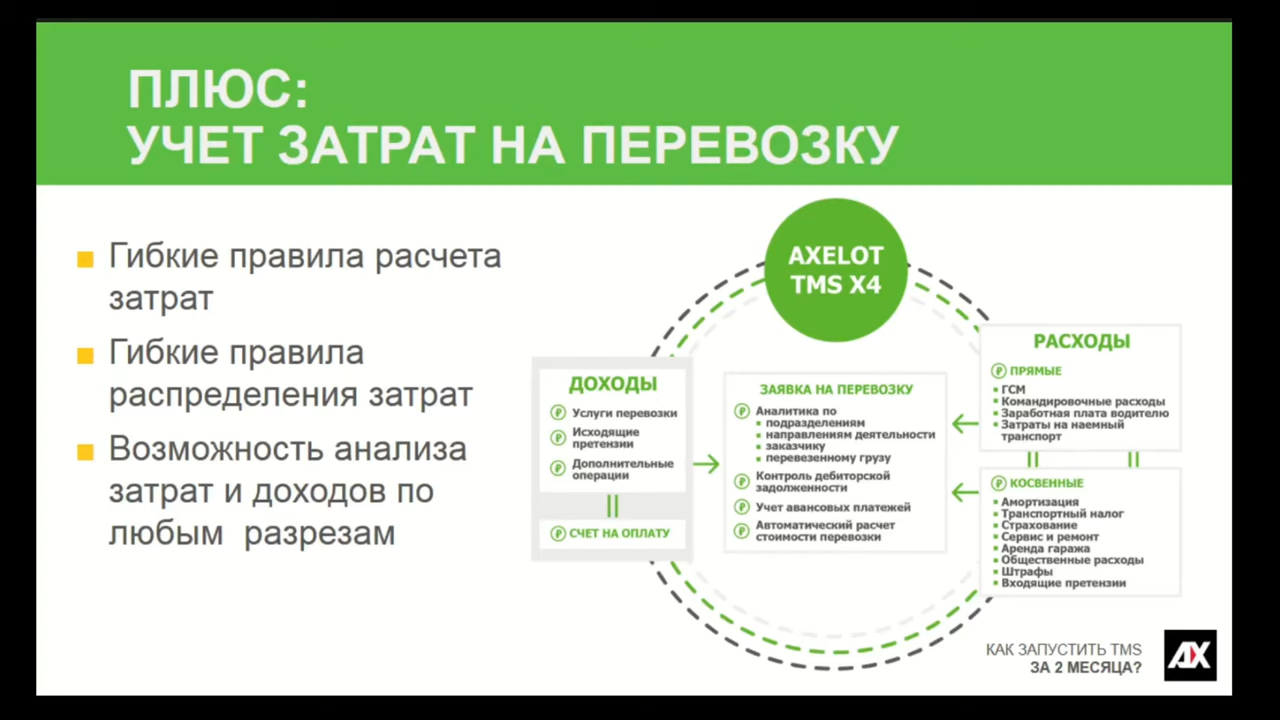 ПЛЮС:
УЧЕТ ЗАТРАТ НА ПЕРЕВОЗКУ
Гибкие правила расчета
затрат
Гибкие правила
распределения затрат
Возможность анализа
затрат и доходов по
любым разрезам
AXELOT
TMS X4
ДОХОДЫ
Услуги перевозки
Исходящие
претензии
Дополнительные
операции
СЧЕТ НА ОПЛАТУ
ЗАЯВКА НА ПЕРЕВОЗКУ
Аналитика по
подразделениям
направлениям деятельности
заказчику
перевезенному грузу
Контроль дебиторской
задолженности
Учет авансовых платежей
Автоматический расчет
стоимости перевозки
РАСХОДЫ
ПРЯМЫЕ
ГСМ
Командировочные расходы
Заработная плата водителю
Затраты на наемный
транспорт
КОСВЕННЫЕ
Амортизация
Транспортный налог
Страхование
Сервис и ремонт
Аренда гаража
Общественные расходы
Штрафы
Входящие претензии
КАК ЗАПУСТИТЬ TMS
ЗА 2 МЕСЯЦА?
AX